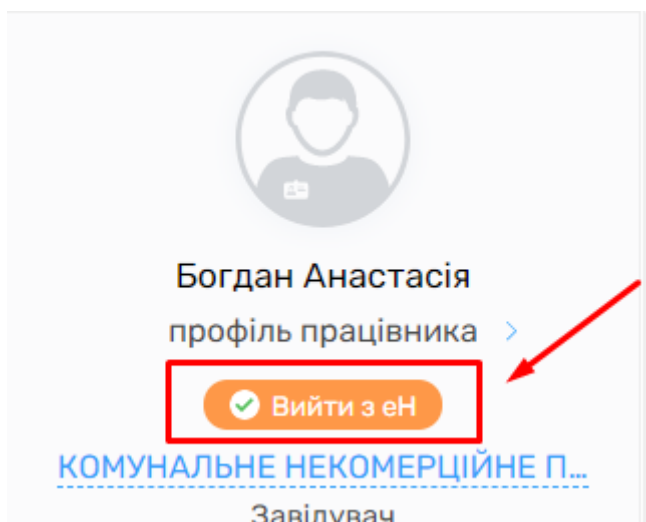 Богдан Анастасія
профіль працівника
Вийти з еН
КОМУНАЛЬНЕ НЕКОМЕРЦІЙНЕ П...
Завідувач